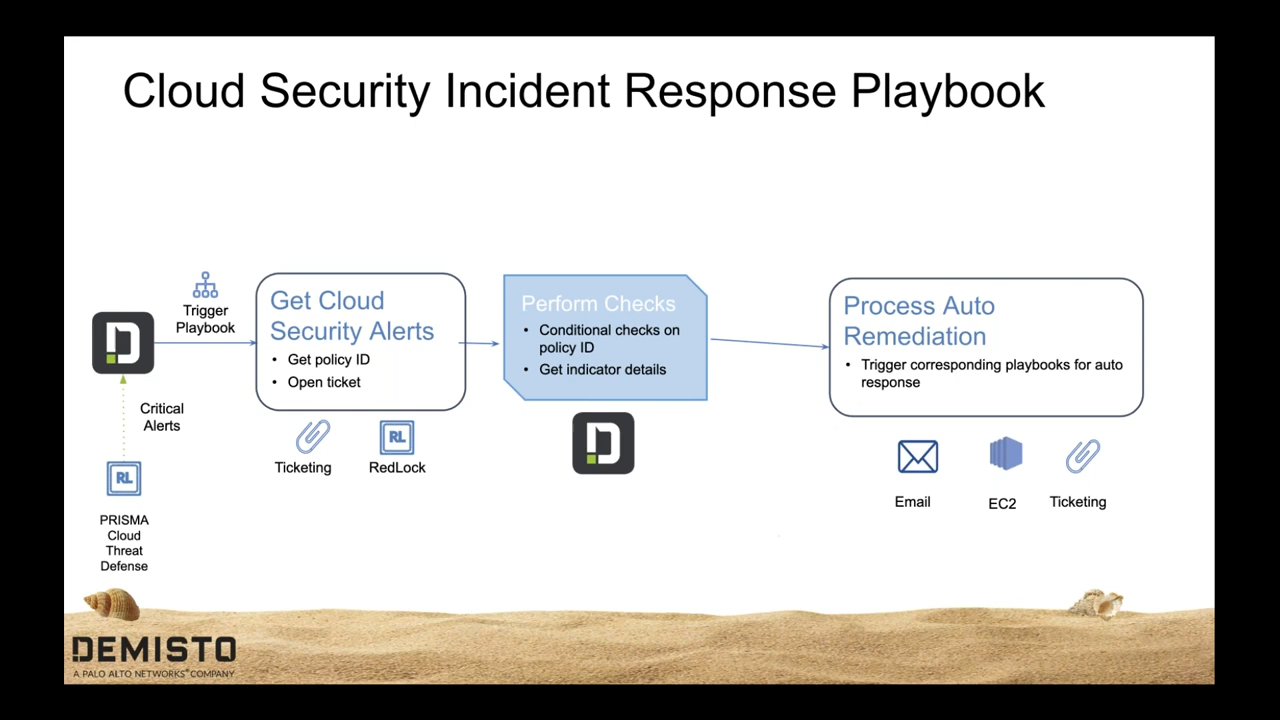 Cloud Security Incident Response Playbook
Trigger
Playbook
Critical
Alerts
RL
PRISMA
Cloud
Threat
Defense
Get Cloud
Security Alerts
• Get policy ID
• Open ticket
Ticketing
RL
RedLock
Perform Checks
• Conditional checks on
policy ID
• Get indicator details
Process Auto
Remediation
• Trigger corresponding playbooks for auto
response
Email
EC2
Ticketing
DEMISTO
A PALO ALTO NETWORKS® COMPANY